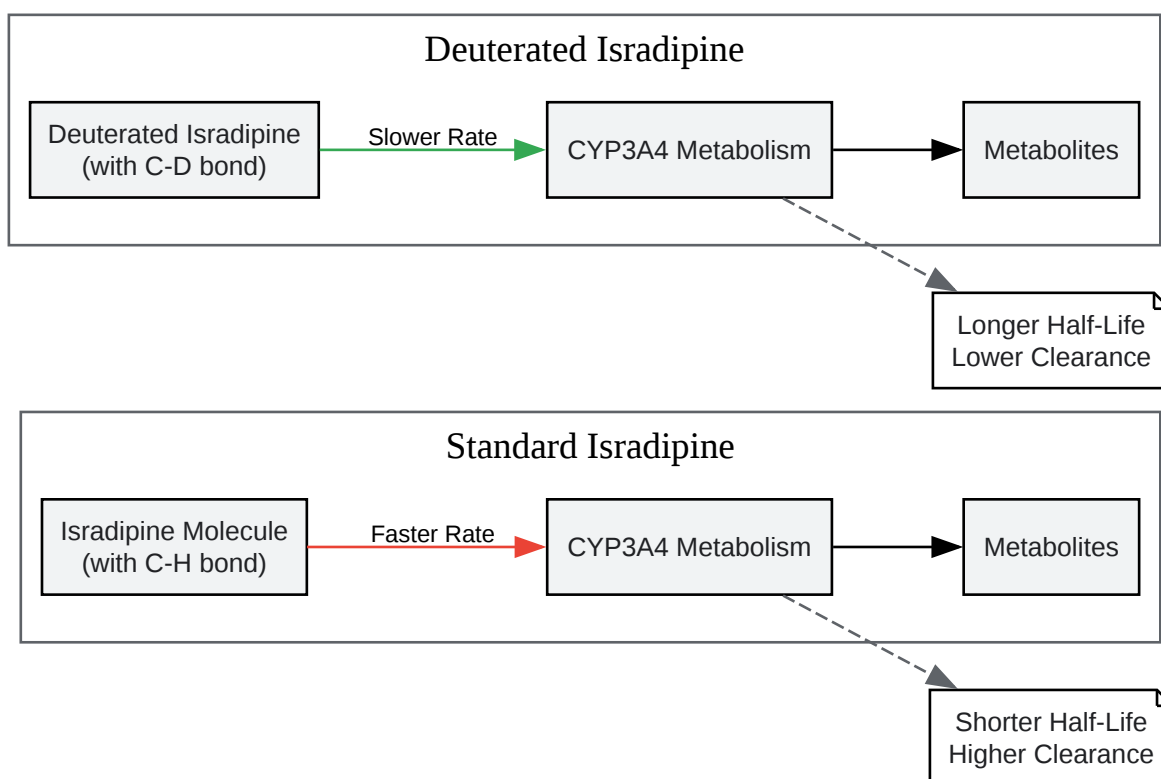 Deuterated Isradipine
Deuterated Isradipine
(with C-D bond)
Slower Rate
CYP3A4 Metabolism
Metabolites
Longer Half-Life
Lower Clearance
Standard Isradipine
Isradipine Molecule
(with C-H bond)
Faster Rate
CYP3A4 Metabolism
Metabolites
Shorter Half-Life
Higher Clearance